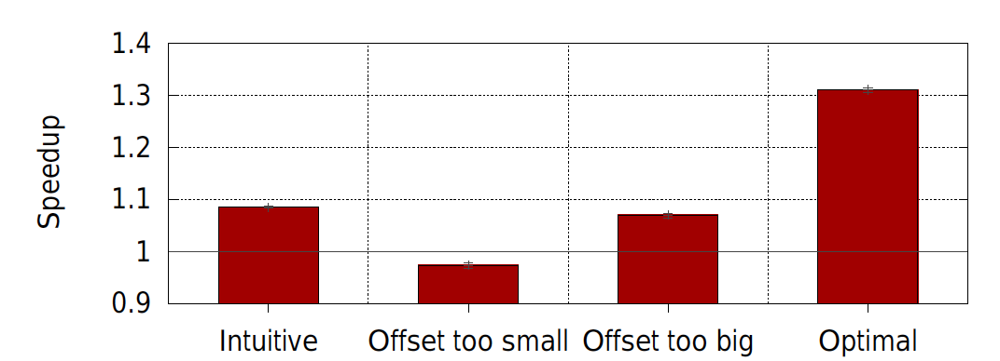 1.4
1.3
1.2
1.1
1
0.9
Speedup
Intuitive
Offset too small
Offset too big
Optimal